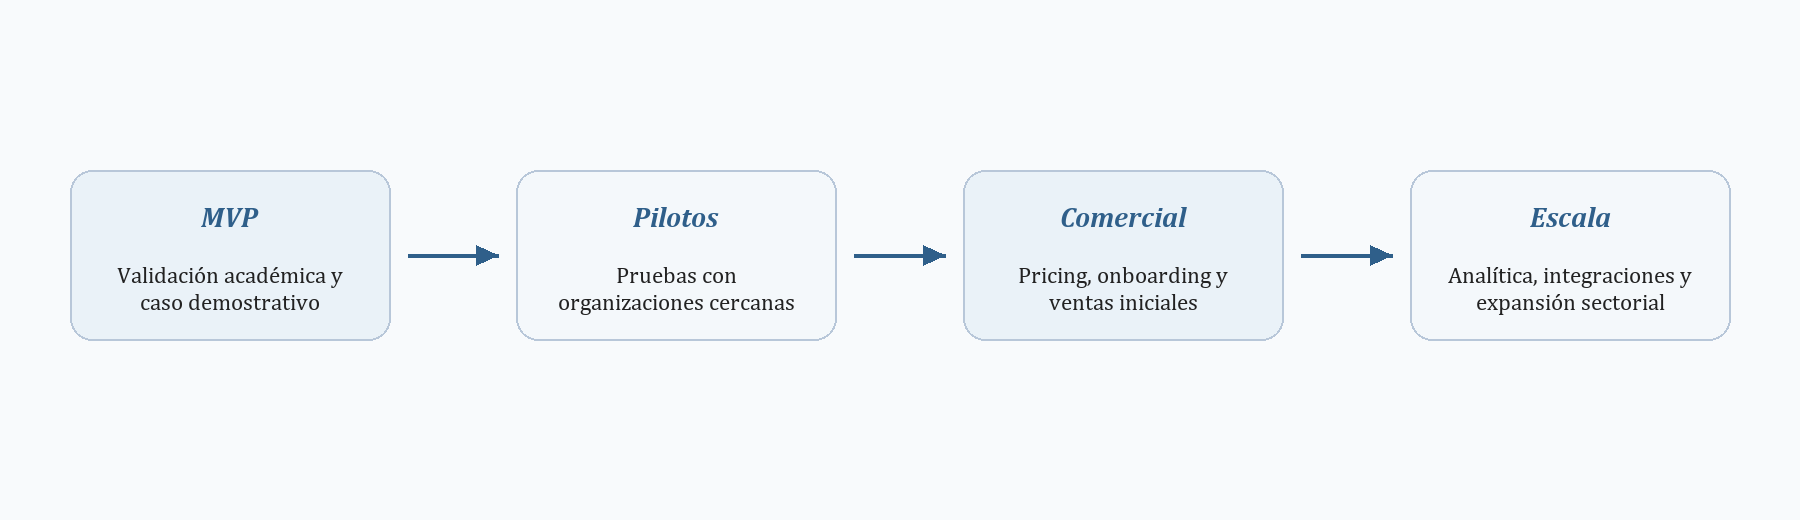 MVP
Validación académica y
caso demostrativo
Pilotos
Pruebas con
organizaciones cercanas
Comercial
Pricing, onboarding y
ventas iniciales
Escala
Analítica, integraciones y
expansión sectorial